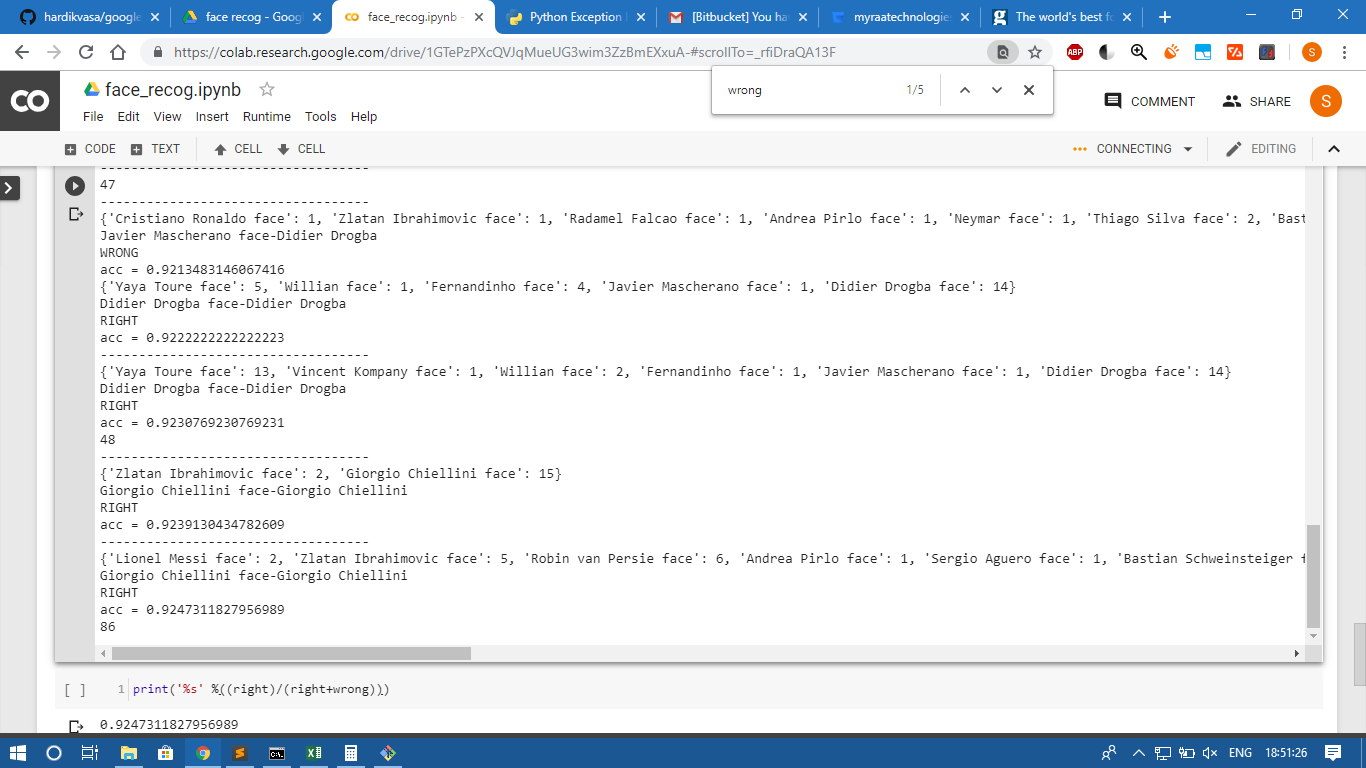 hardikvasa/google
face recog - Goog
face_recog.ipynb -
Python Exception
[Bitbucket] You ha
myraatechnologie
The world's best fo
https://colab.research.google.com/drive/1GTePzPXcQVJqMueUG3wim3ZzBmEXxuA-#scrollTo=_rfiDraQA13F
ABP
S
wrong 1/5
CO
face_recog.ipynb
COMMENT SHARE S
File Edit View Insert Runtime Tools Help
CODE TEXT CELL CELL CONNECTING EDITING
-----------------------------------
47
-----------------------------------
{'Cristiano Ronaldo face': 1, 'Zlatan Ibrahimovic face': 1, 'Radamel Falcao face': 1, 'Andrea Pirlo face': 1, 'Neymar face': 1, 'Thiago Silva face': 2, 'Bast
Javier Mascherano face-Didier Drogba
WRONG
acc = 0.9213483146067416
{'Yaya Toure face': 5, 'Willian face': 1, 'Fernandinho face': 4, 'Javier Mascherano face': 1, 'Didier Drogba face': 14}
Didier Drogba face-Didier Drogba
RIGHT
acc = 0.9222222222222223
-----------------------------------
{'Yaya Toure face': 13, 'Vincent Kompany face': 1, 'Willian face': 2, 'Fernandinho face': 1, 'Javier Mascherano face': 1, 'Didier Drogba face': 14}
Didier Drogba face-Didier Drogba
RIGHT
acc = 0.9230769230769231
48
-----------------------------------
{'Zlatan Ibrahimovic face': 2, 'Giorgio Chiellini face': 15}
Giorgio Chiellini face-Giorgio Chiellini
RIGHT
acc = 0.9239130434782609
-----------------------------------
{'Lionel Messi face': 2, 'Zlatan Ibrahimovic face': 5, 'Robin van Persie face': 6, 'Andrea Pirlo face': 1, 'Sergio Aguero face': 1, 'Bastian Schweinsteiger f
Giorgio Chiellini face-Giorgio Chiellini
RIGHT
acc = 0.9247311827956989
86
[ ] 1 print('%s' %((right)/(right+wrong)))
0.9247311827956989
ENG 18:51:26